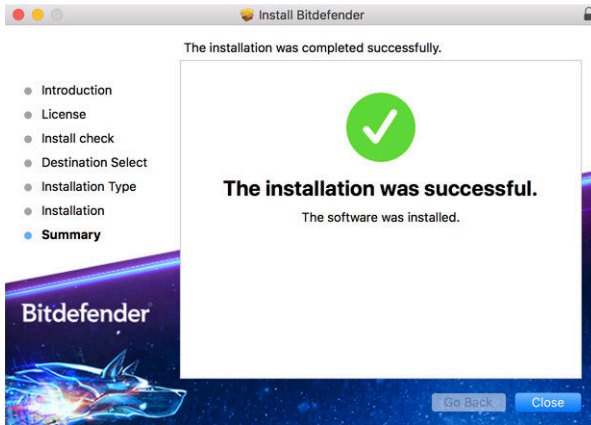 Install Bitdefender
The installation was completed successfully.
Introduction
License
Install check
Destination Select
Installation Type
Installation
Summary
The installation was successful.
The software was installed.
Bitdefender
Go Back
Close